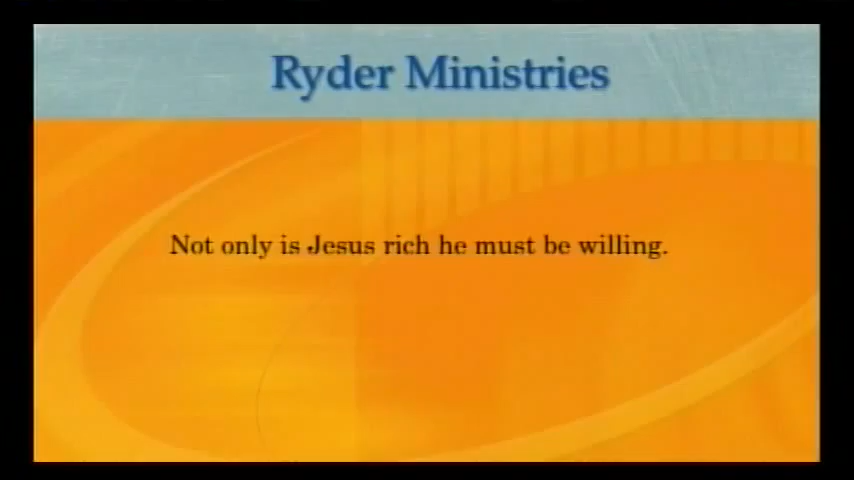 Ryder Ministries
Not only is Jesus rich he must be willing.